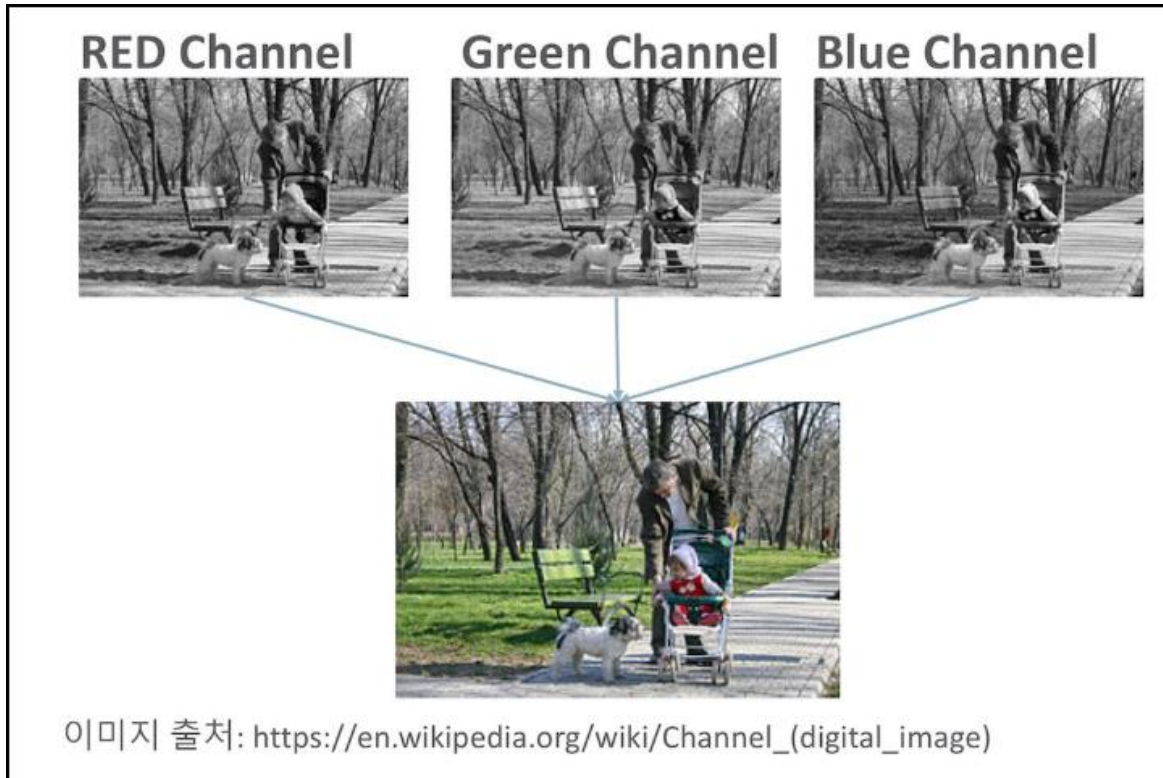 RED Channel
Green Channel
Blue Channel
이미지 출처: https://en.wikipedia.org/wiki/Channel_(digital_image)